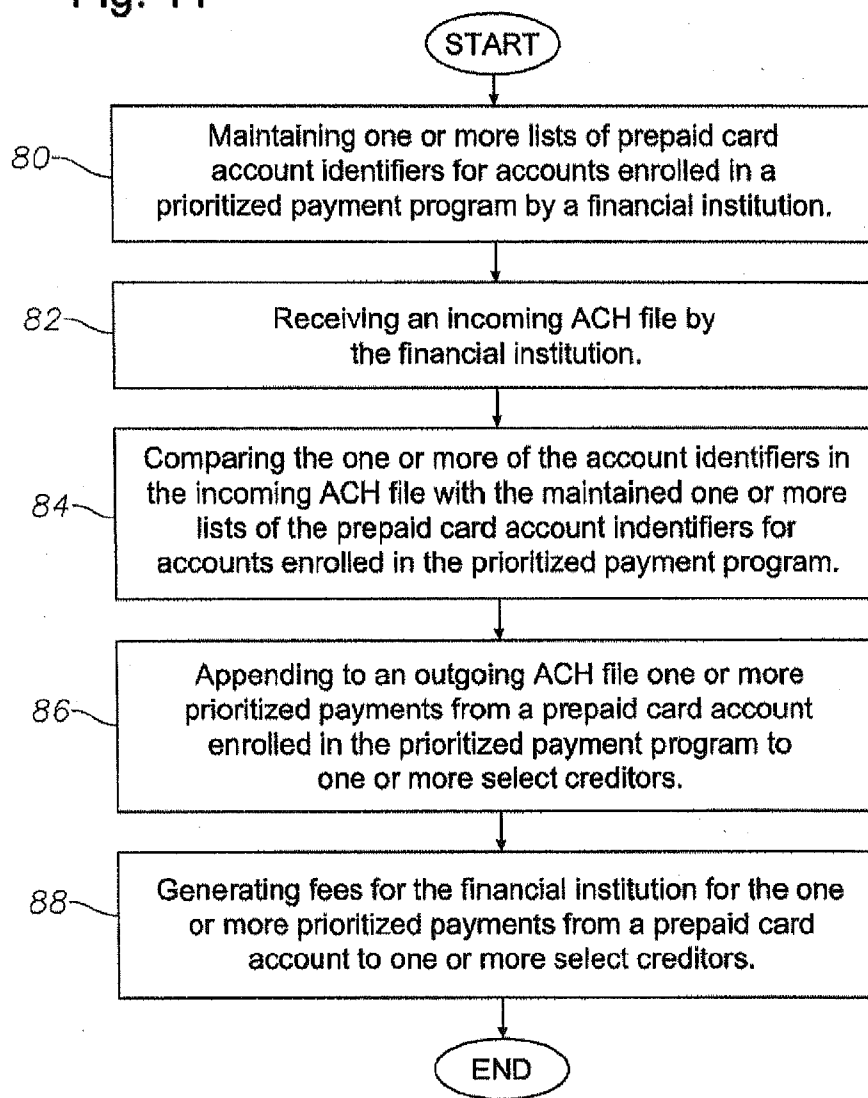 START
80
Maintaining one or more lists of prepaid card
account identifiers for accounts enrolled in a
prioritized payment program by a financial institution.
82
Receiving an incoming ACH file by
the financial institution.
84
Comparing the one or more of the account identifiers in
the incoming ACH file with the maintained one or more
lists of the prepaid card account indentifiers for
accounts enrolled in the prioritized payment program.
86
Appending to an outgoing ACH file one or more
prioritized payments from a prepaid card account
enrolled in the prioritized payment program to
one or more select creditors.
88
Generating fees for the financial institution for the one
or more prioritized payments from a prepaid card
account to one or more select creditors.
END